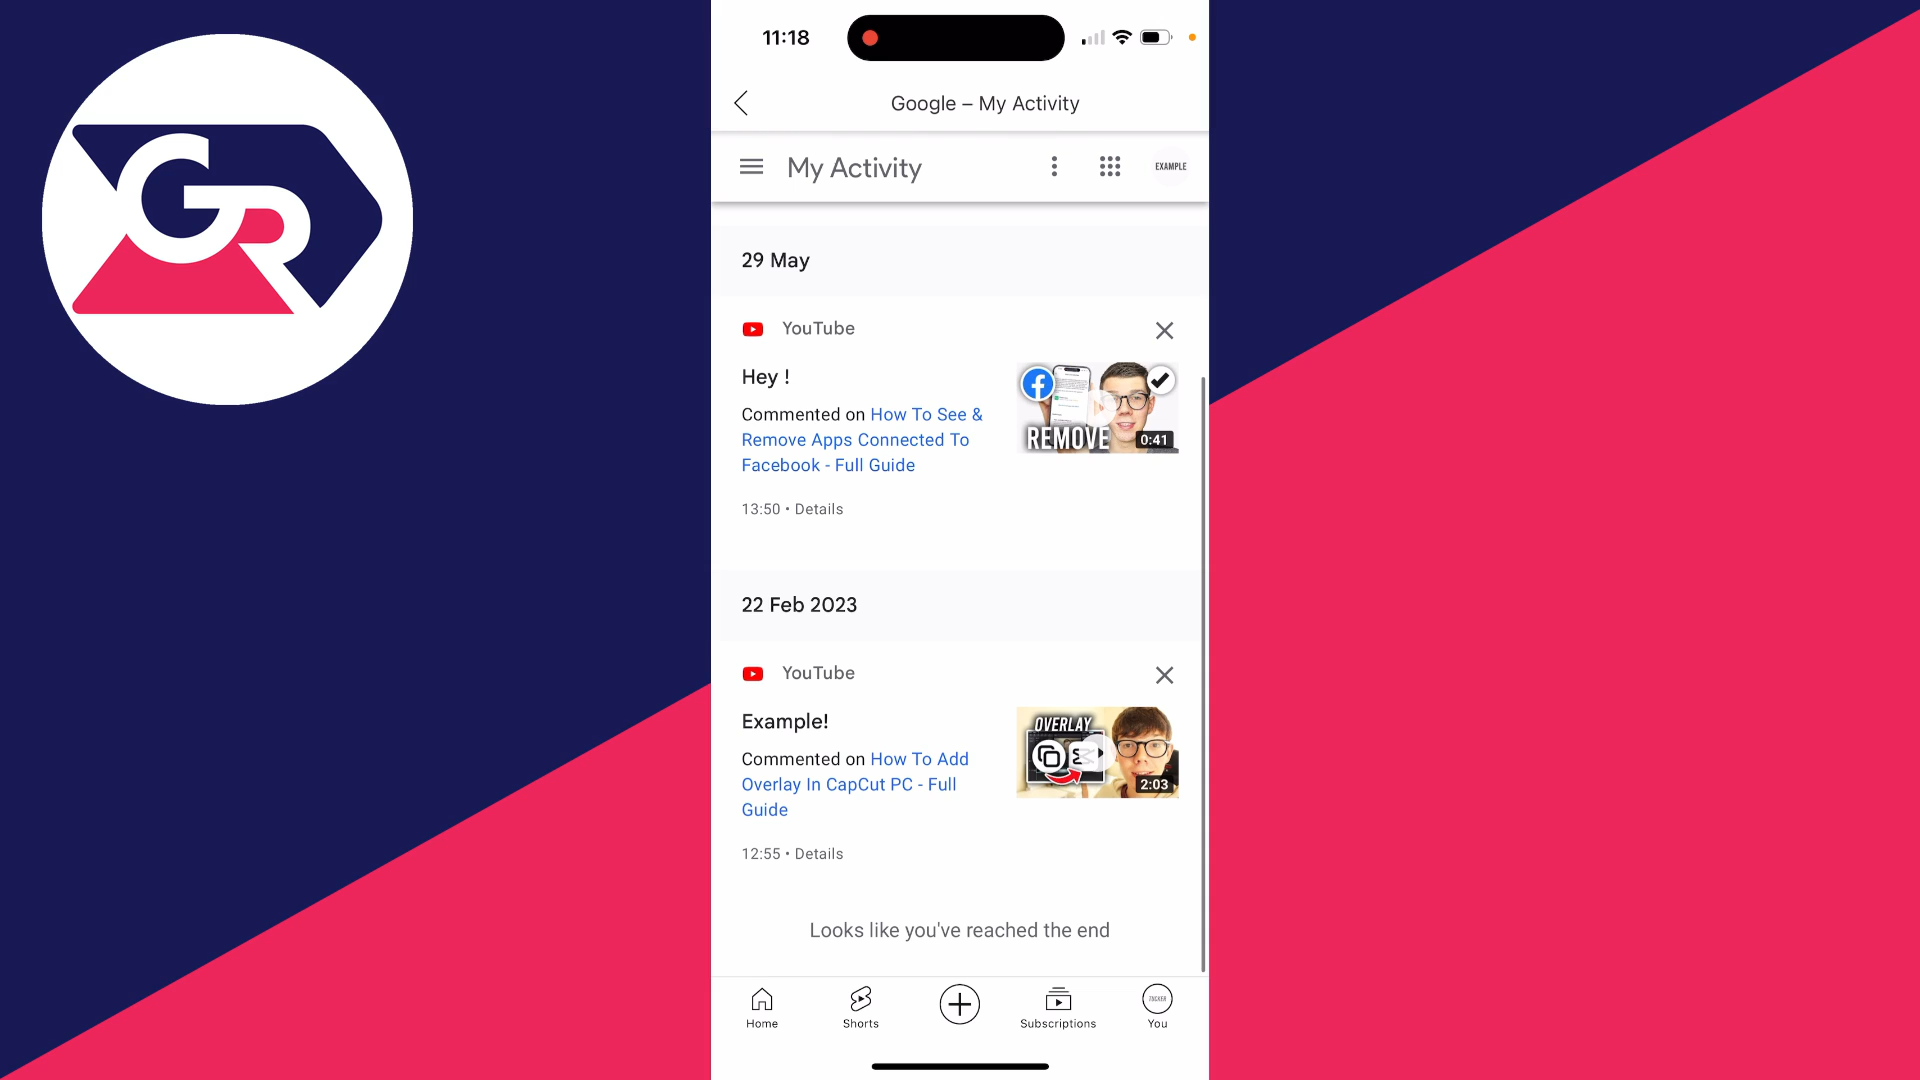 11:18
Google – My Activity
My Activity
EXAMPLE
29 May
YouTube
Hey !
Commented on How To See &
Remove Apps Connected To
Facebook - Full Guide
REMOVE
0:41
13:50 • Details
22 Feb 2023
YouTube
Example!
Commented on How To Add
Overlay In CapCut PC - Full
Guide
OVERLAY
2:03
12:55 • Details
Looks like you've reached the end
Home
Shorts
Subscriptions
You
GR